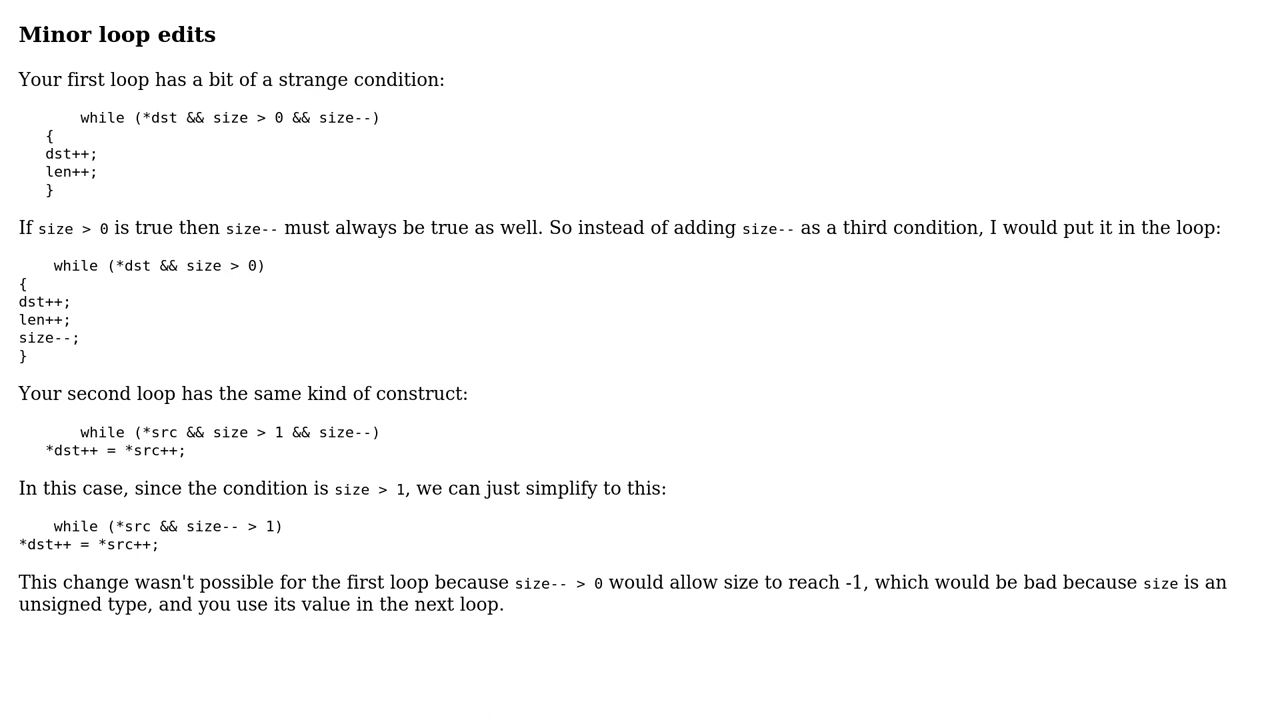 Minor loop edits
Your first loop has a bit of a strange condition:
while (*dst && size > 0 && size--)
{
dst++;
len++;
}
If size > 0 is true then size-- must always be true as well. So instead of adding size-- as a third condition, I would put it in the loop:
while (*dst && size > 0)
{
dst++;
len++;
size--;
}
Your second loop has the same kind of construct:
while (*src && size > 1 && size--)
*dst++ = *src++;
In this case, since the condition is size > 1, we can just simplify to this:
while (*src && size-- > 1)
*dst++ = *src++;
This change wasn't possible for the first loop because size-- > 0 would allow size to reach -1, which would be bad because size is an
unsigned type, and you use its value in the next loop.